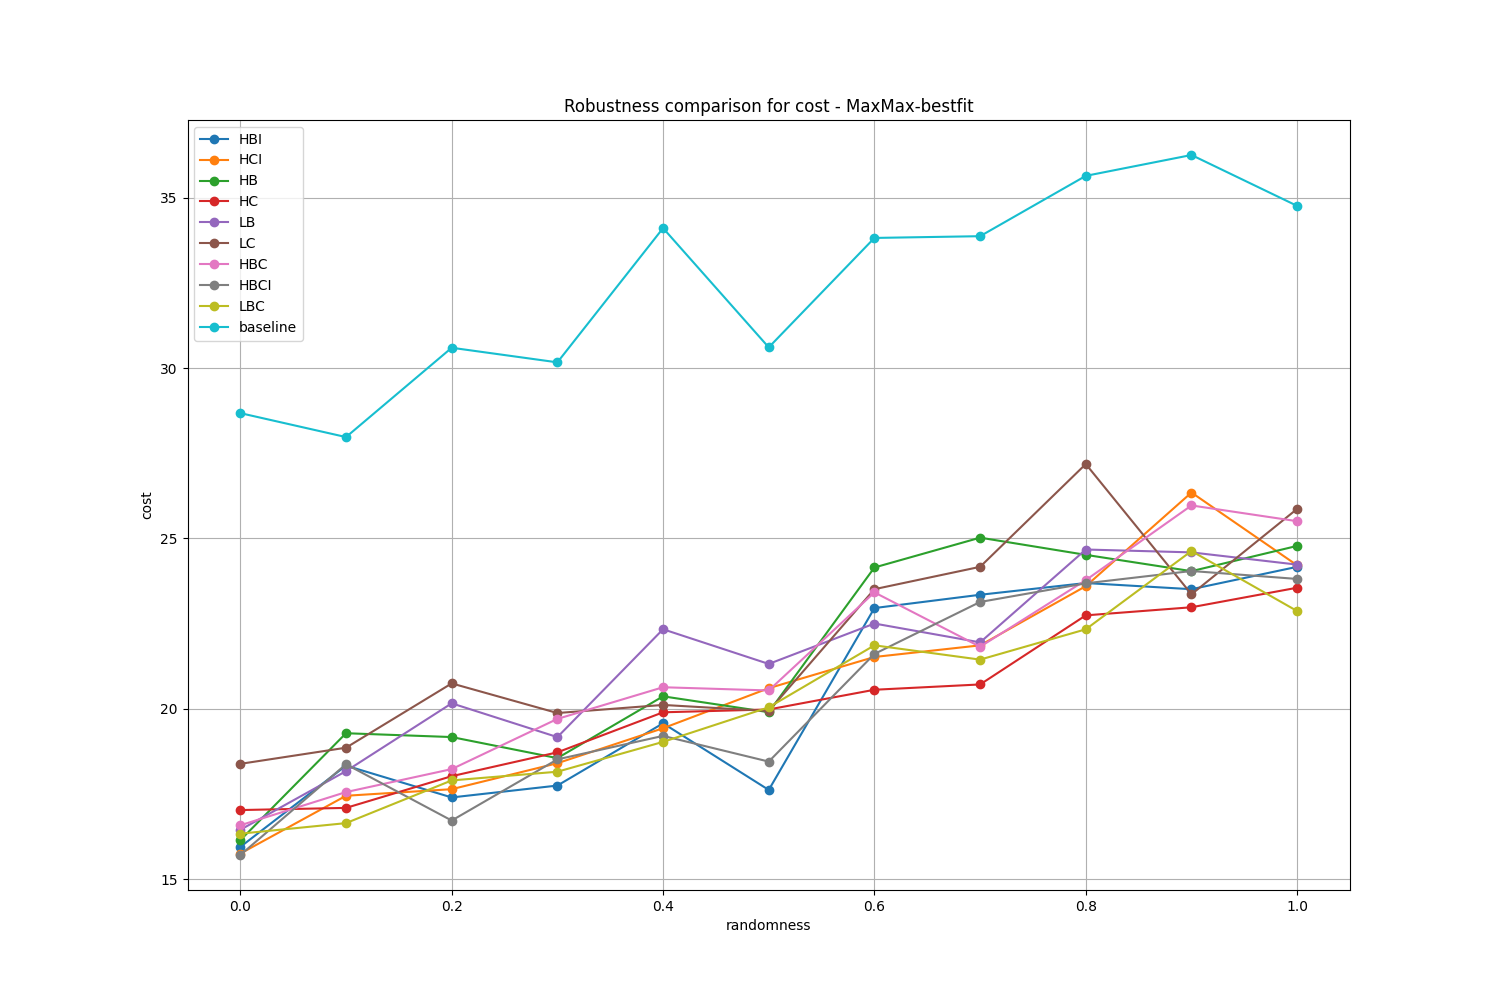 Robustness comparison for cost - MaxMax-bestfit
HBI
HCI
HB
HC
LB
LC
HBC
HBCI
LBC
baseline
35
30
25
20
15
cost
0.0 0.2 0.4 0.6 0.8 1.0
randomness